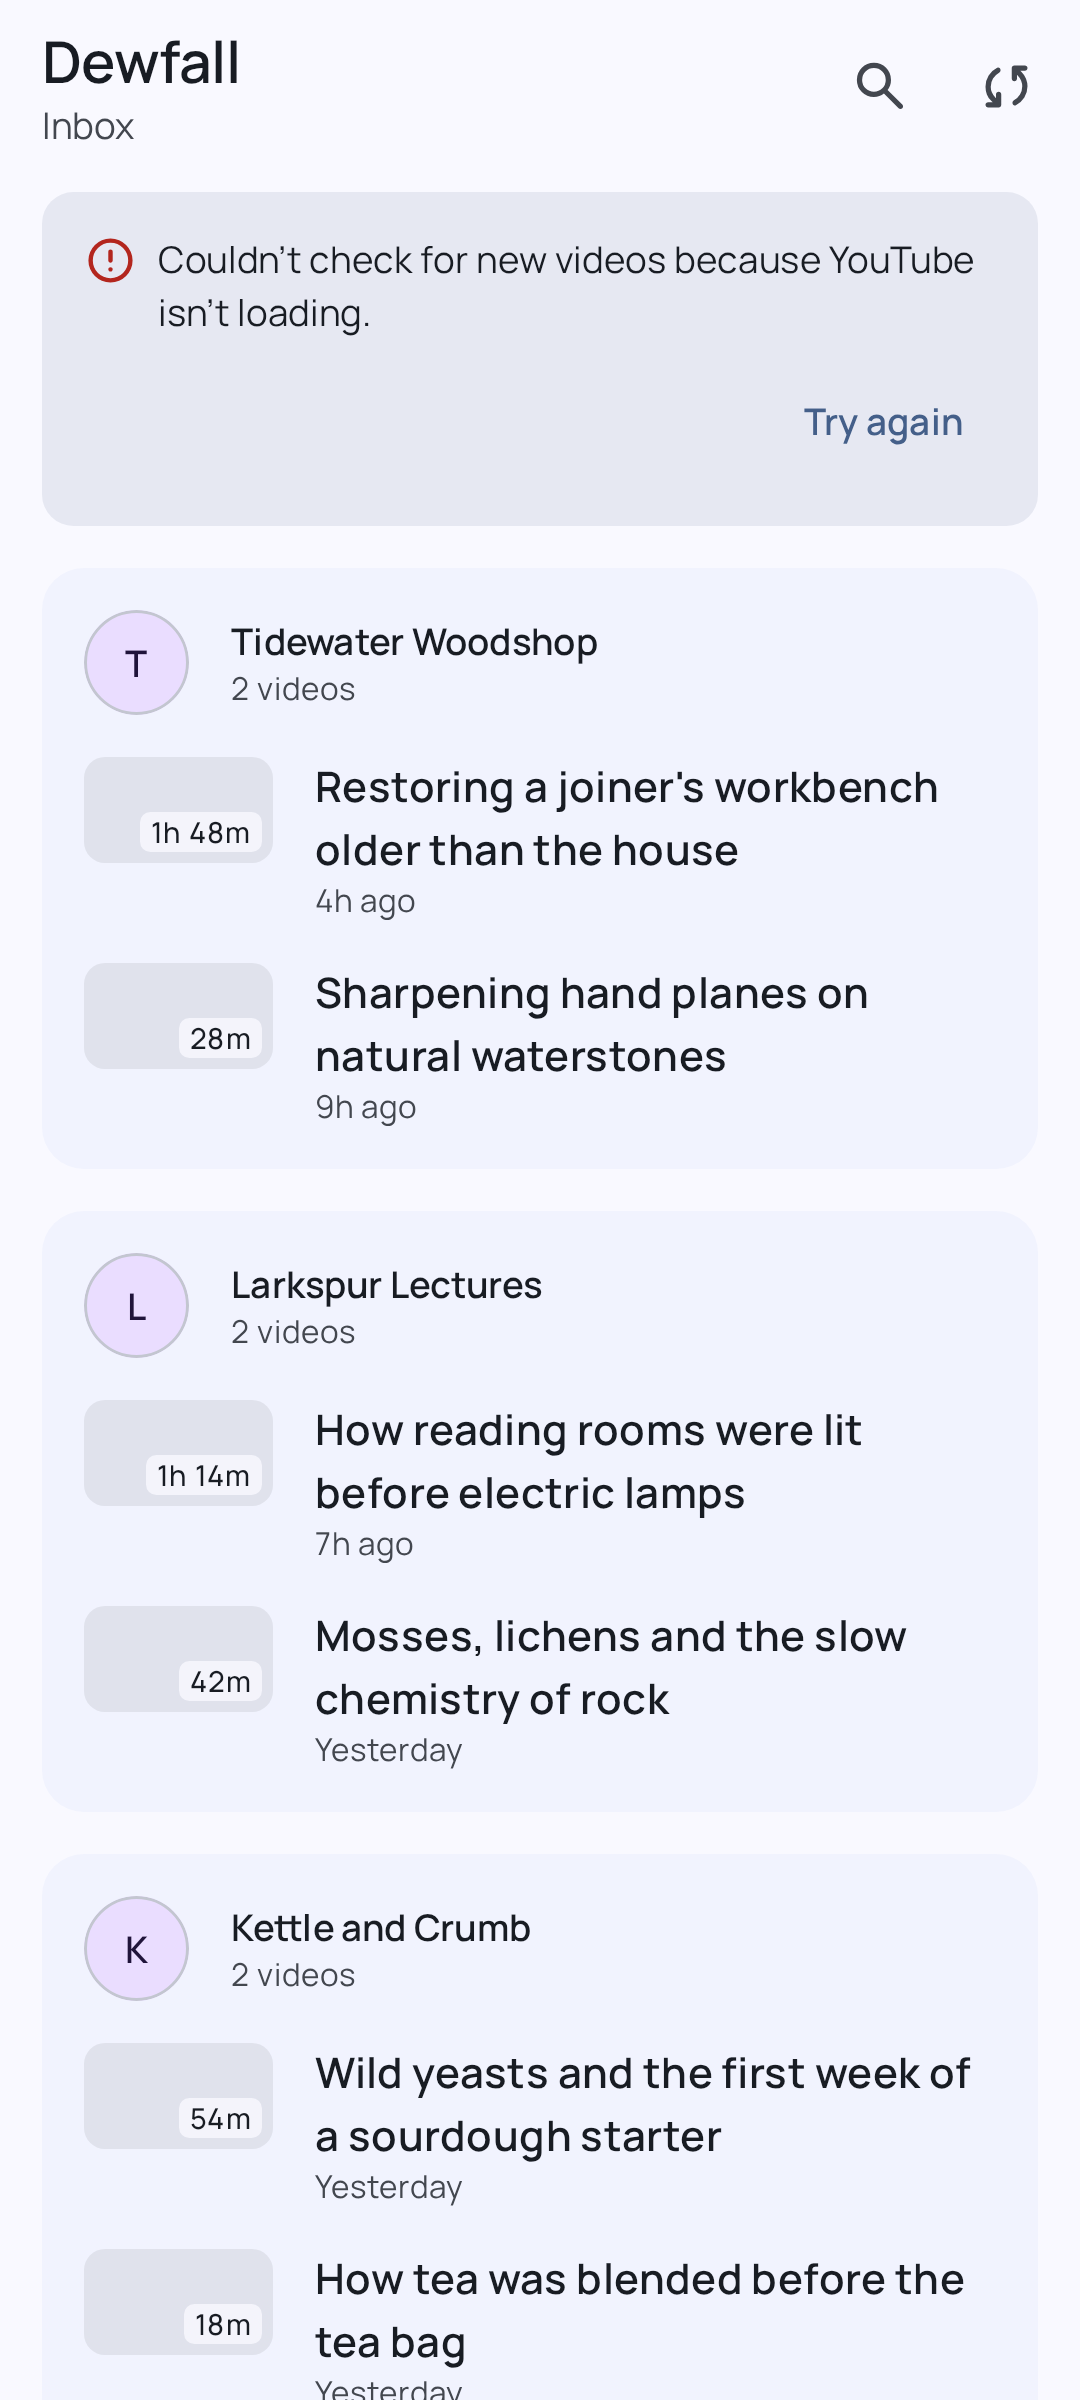 Dewfall
Inbox
Couldn’t check for new videos because YouTube
isn’t loading.
Try again
T
Tidewater Woodshop
2 videos
1h 48m
Restoring a joiner's workbench
older than the house
4h ago
28m
Sharpening hand planes on
natural waterstones
9h ago
L
Larkspur Lectures
2 videos
1h 14m
How reading rooms were lit
before electric lamps
7h ago
42m
Mosses, lichens and the slow
chemistry of rock
Yesterday
K
Kettle and Crumb
2 videos
54m
Wild yeasts and the first week of
a sourdough starter
Yesterday
18m
How tea was blended before the
tea bag
Yesterday